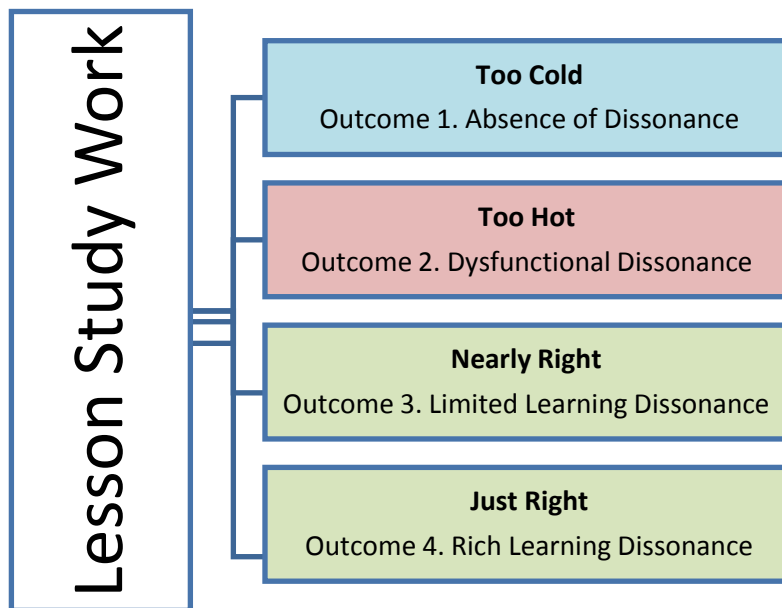 Lesson Study Work
Too Cold
Outcome 1. Absence of Dissonance
Too Hot
Outcome 2. Dysfunctional Dissonance
Nearly Right
Outcome 3. Limited Learning Dissonance
Just Right
Outcome 4. Rich Learning Dissonance